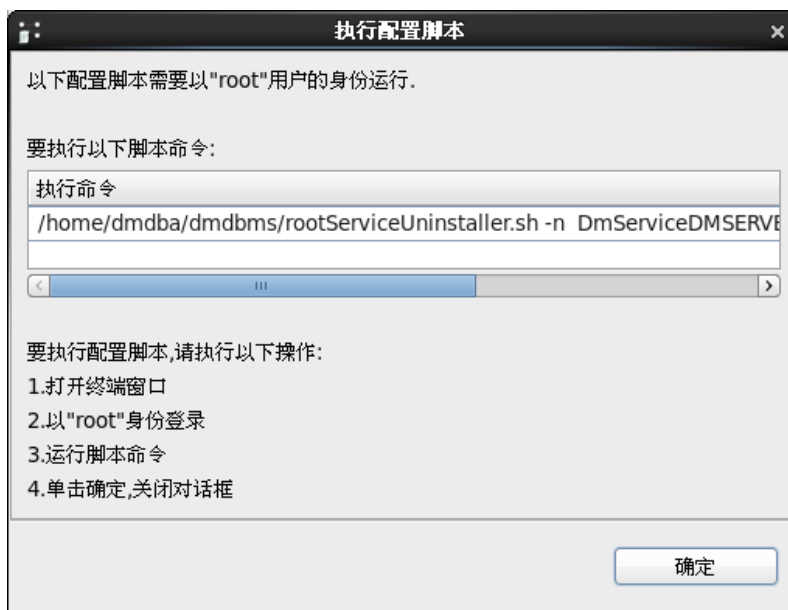 执行配置脚本
以下配置脚本需要以"root"用户的身份运行.
要执行以下脚本命令:
执行命令
/home/dmdba/dmdbms/rootServiceUninstaller.sh -n DmServiceDMSERVE
要执行配置脚本,请执行以下操作:
1.打开终端窗口
2.以"root"身份登录
3.运行脚本命令
4.单击确定,关闭对话框
确定